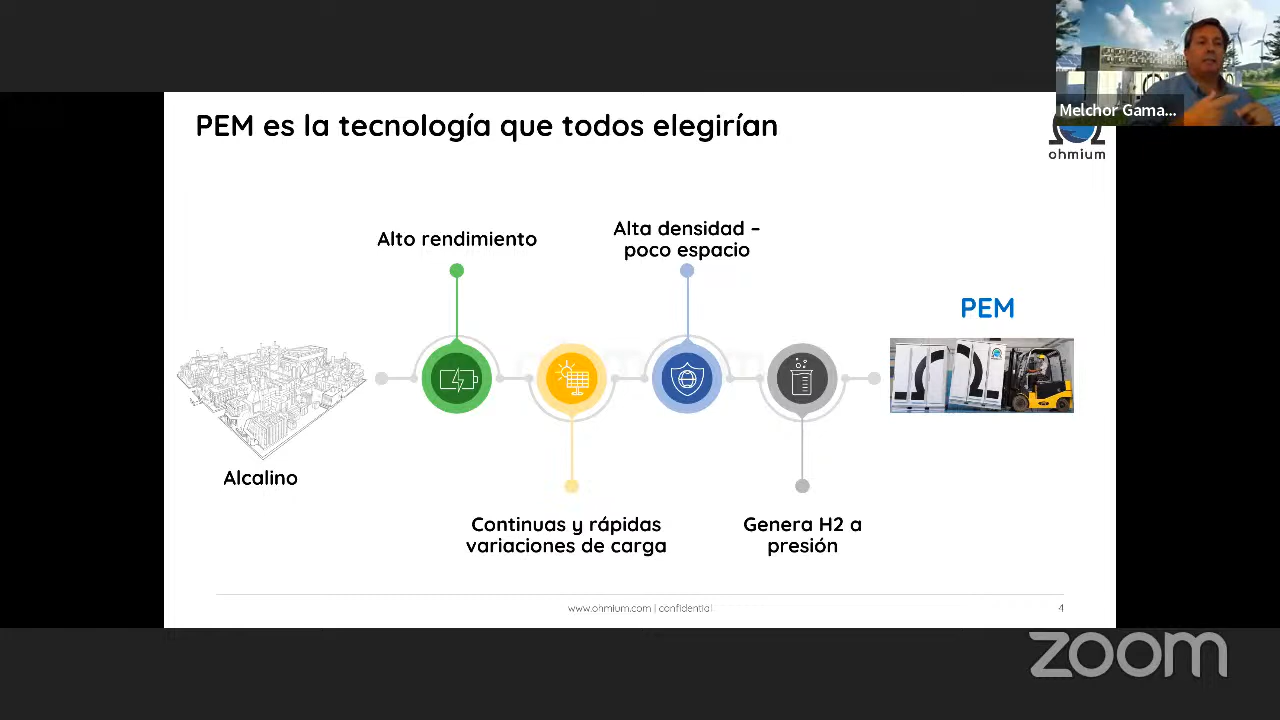 Melchor Gama...
PEM es la tecnología que todos elegirían
ohmium
Alto rendimiento
Alta densidad –
poco espacio
PEM
Alcalino
Continuas y rápidas
variaciones de carga
Genera H2 a
presión
www.ohmium.com | confidential
4
zoom